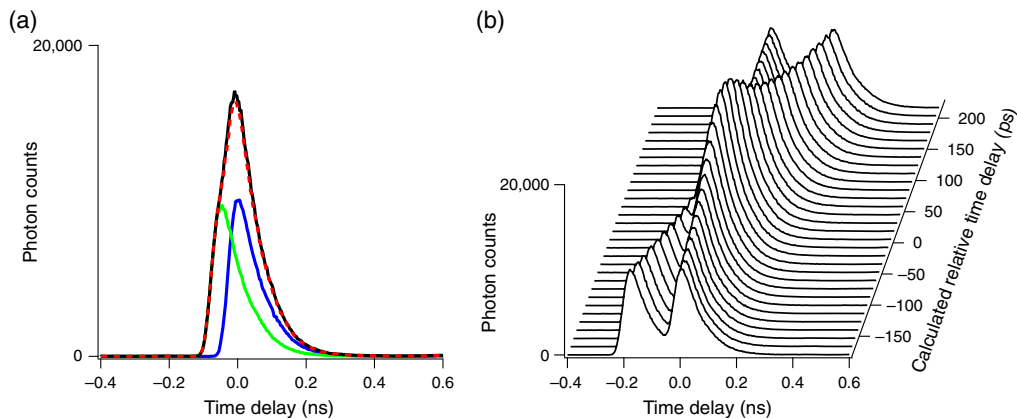 (a)
20,000
Photon counts
0
−0.4 −0.2 0.0 0.2 0.4 0.6
Time delay (ns)
(b)
20,000
Photon counts
0
−0.4 −0.2 0.0 0.2 0.4 0.6
Time delay (ns)
200
150
100
50
0
−50
−100
−150
Calculated relative time delay (ps)